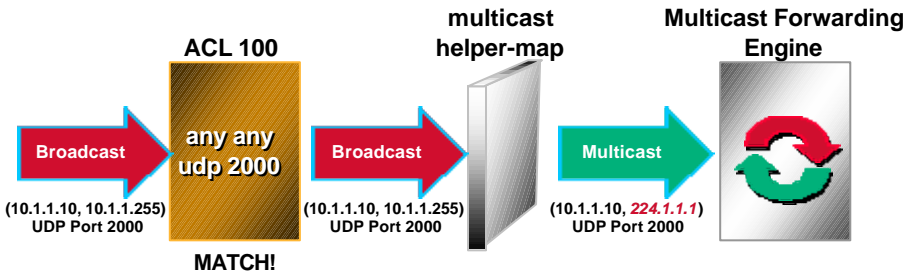 ACL 100
multicast
helper-map
Multicast Forwarding
Engine
Broadcast
any any
udp 2000
Broadcast
Multicast
(10.1.1.10, 10.1.1.255)
UDP Port 2000
(10.1.1.10, 10.1.1.255)
UDP Port 2000
(10.1.1.10, 224.1.1.1)
UDP Port 2000
MATCH!